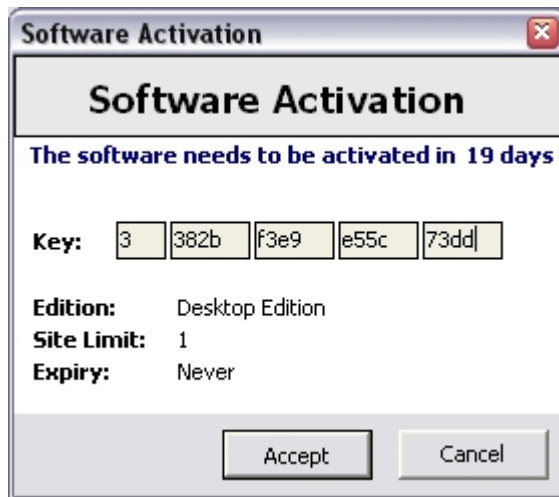 Software Activation
Software Activation
The software needs to be activated in 19 days
Key: 3 382b f3e9 e55c 73dd
Edition: Desktop Edition
Site Limit: 1
Expiry: Never
Accept Cancel